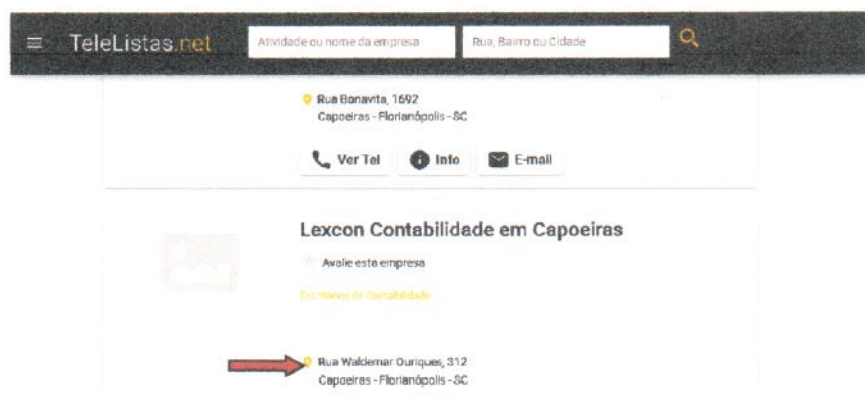 TeleListas.net
Atividade ou nome da empresa
Rua, Bairro ou Cidade
Rua Bonavita, 1692
Capoeiras - Florianópolis - SC
Ver Tel
Info
E-mail
Lexcon Contabilidade em Capoeiras
Avalie esta empresa
Escritórios de Contabilidade
Rua Waldemar Ouriques, 312
Capoeiras - Florianópolis - SC